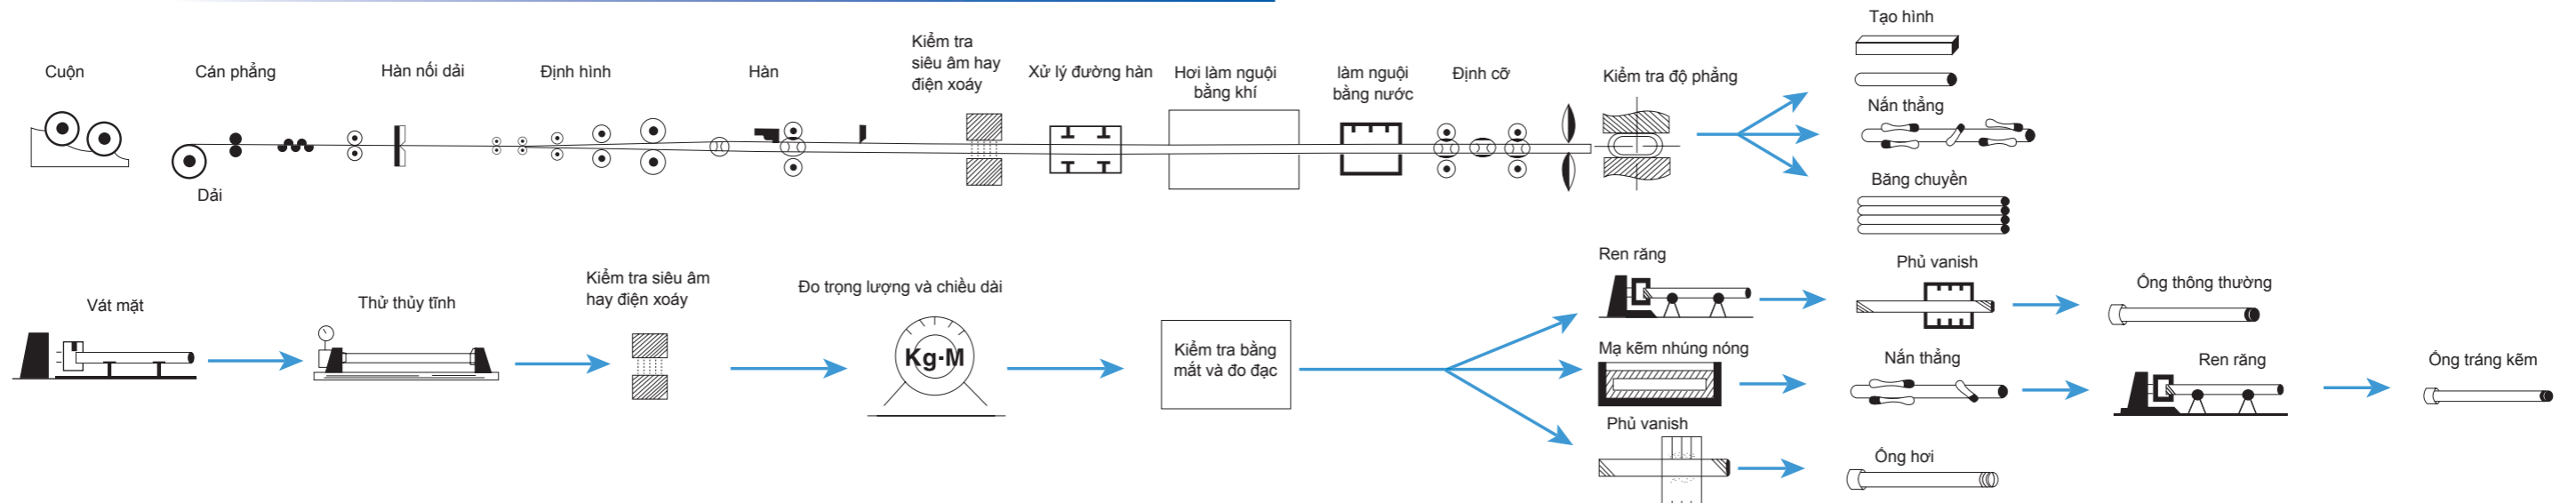 Cuộn
Cán phẳng
Dải
Hàn nối dải
Định hình
Hàn
Kiểm tra
siêu âm hay
điện xoáy
Xử lý đường hàn
Hơi làm nguội
bằng khí
làm nguội
bằng nước
Định cỡ
Kiểm tra độ phẳng
Tạo hình
Nắn thẳng
Băng chuyền
Vát mặt
Thử thủy tĩnh
Kiểm tra siêu âm
hay điện xoáy
Đo trọng lượng và chiều dài
Kg-M
Kiểm tra bằng
mắt và đo đạc
Ren răng
Phủ vanish
Ống thông thường
Mạ kẽm nhúng nóng
Nắn thẳng
Ren răng
Ống tráng kẽm
Phủ vanish
Ống hơi